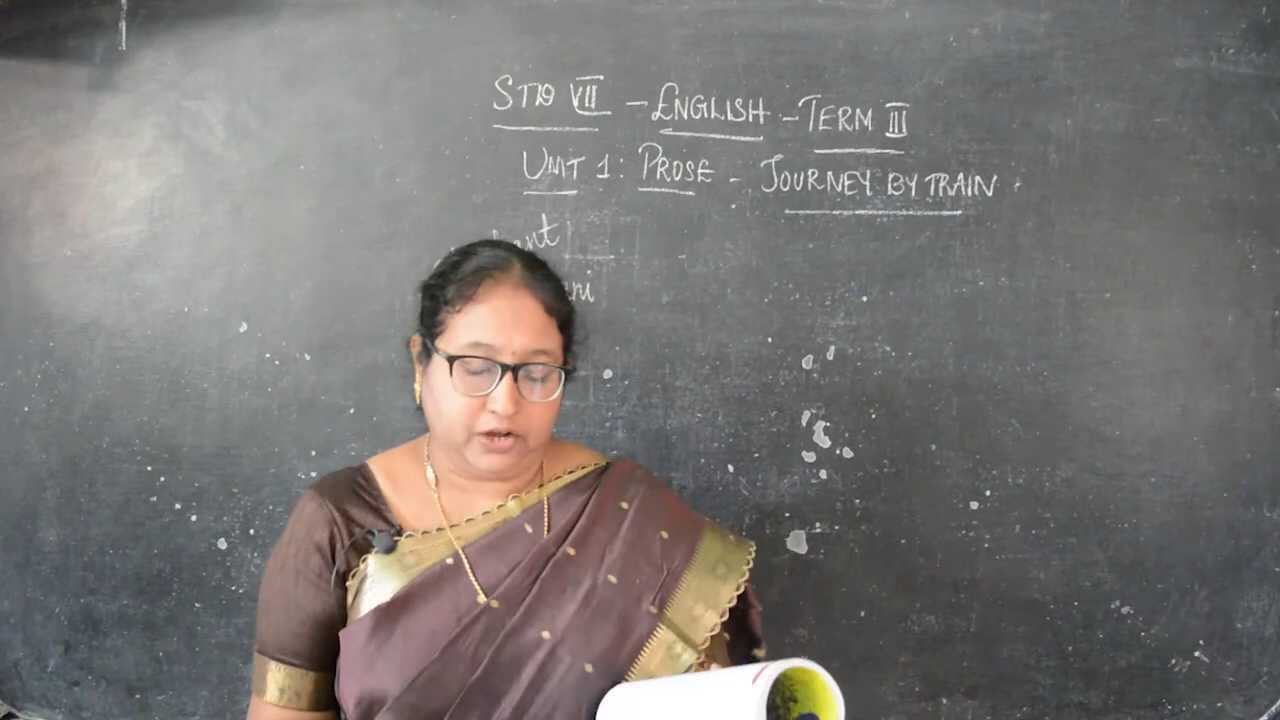 STD VII - ENGLISH - TERM III
UNIT 1: PROSE - JOURNEY BY TRAIN